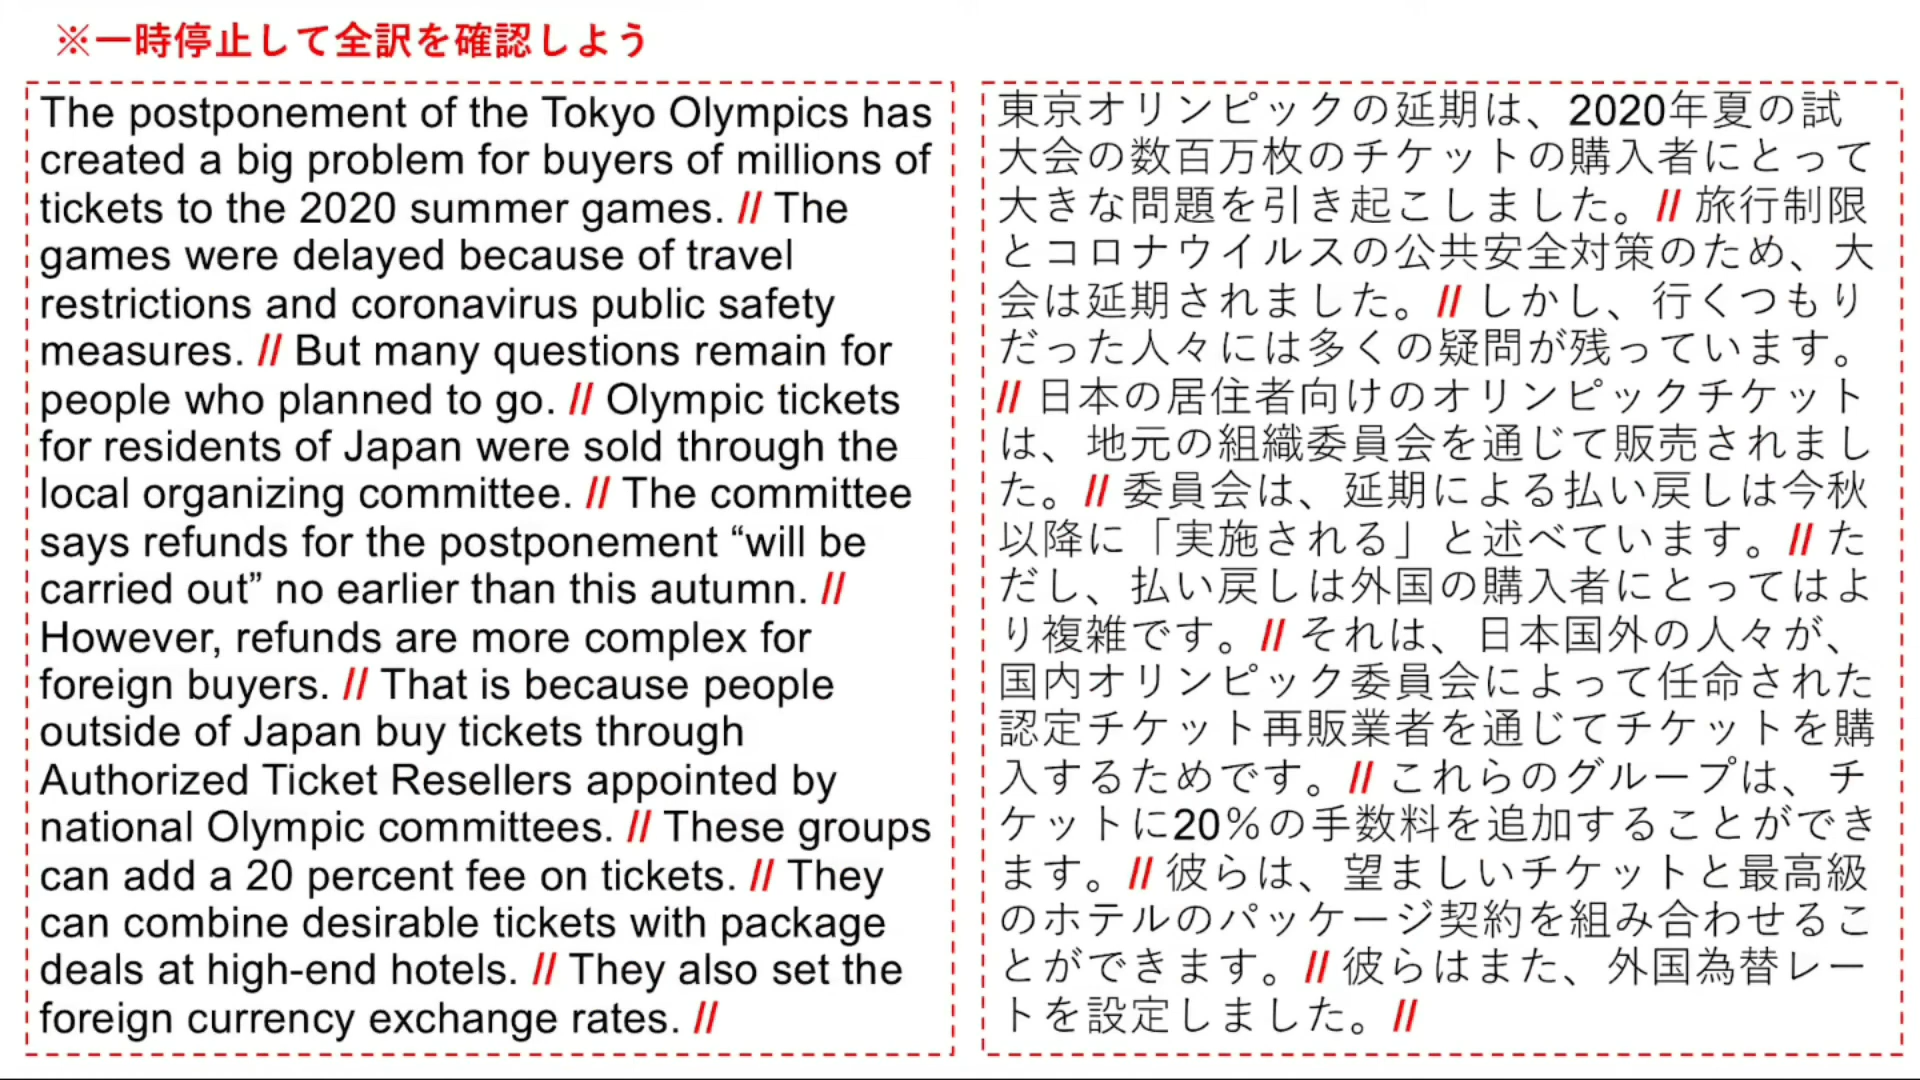 ※一時停止して全訳を確認しよう
The postponement of the Tokyo Olympics has
created a big problem for buyers of millions of
tickets to the 2020 summer games. // The
games were delayed because of travel
restrictions and coronavirus public safety
measures. // But many questions remain for
people who planned to go. // Olympic tickets
for residents of Japan were sold through the
local organizing committee. // The committee
says refunds for the postponement “will be
carried out” no earlier than this autumn. //
However, refunds are more complex for
foreign buyers. // That is because people
outside of Japan buy tickets through
Authorized Ticket Resellers appointed by
national Olympic committees. // These groups
can add a 20 percent fee on tickets. // They
can combine desirable tickets with package
deals at high-end hotels. // They also set the
foreign currency exchange rates. //
東京オリンピックの延期は、2020年夏の試
大会の数百万枚のチケットの購入者にとって
大きな問題を引き起こしました。// 旅行制限
とコロナウイルスの公共安全対策のため、大
会は延期されました。// しかし、行くつもり
だった人々には多くの疑問が残っています。
// 日本の居住者向けのオリンピックチケット
は、地元の組織委員会を通じて販売されまし
た。// 委員会は、延期による払い戻しは今秋
以降に「実施される」と述べています。// た
だし、払い戻しは外国の購入者にとってはよ
り複雑です。// それは、日本国外の人々が、
国内オリンピック委員会によって任命された
認定チケット再販業者を通じてチケットを購
入するためです。// これらのグループは、チ
ケットに20％の手数料を追加することができ
ます。// 彼らは、望ましいチケットと最高級
のホテルのパッケージ契約を組み合わせるこ
とができます。// 彼らはまた、外国為替レー
トを設定しました。//